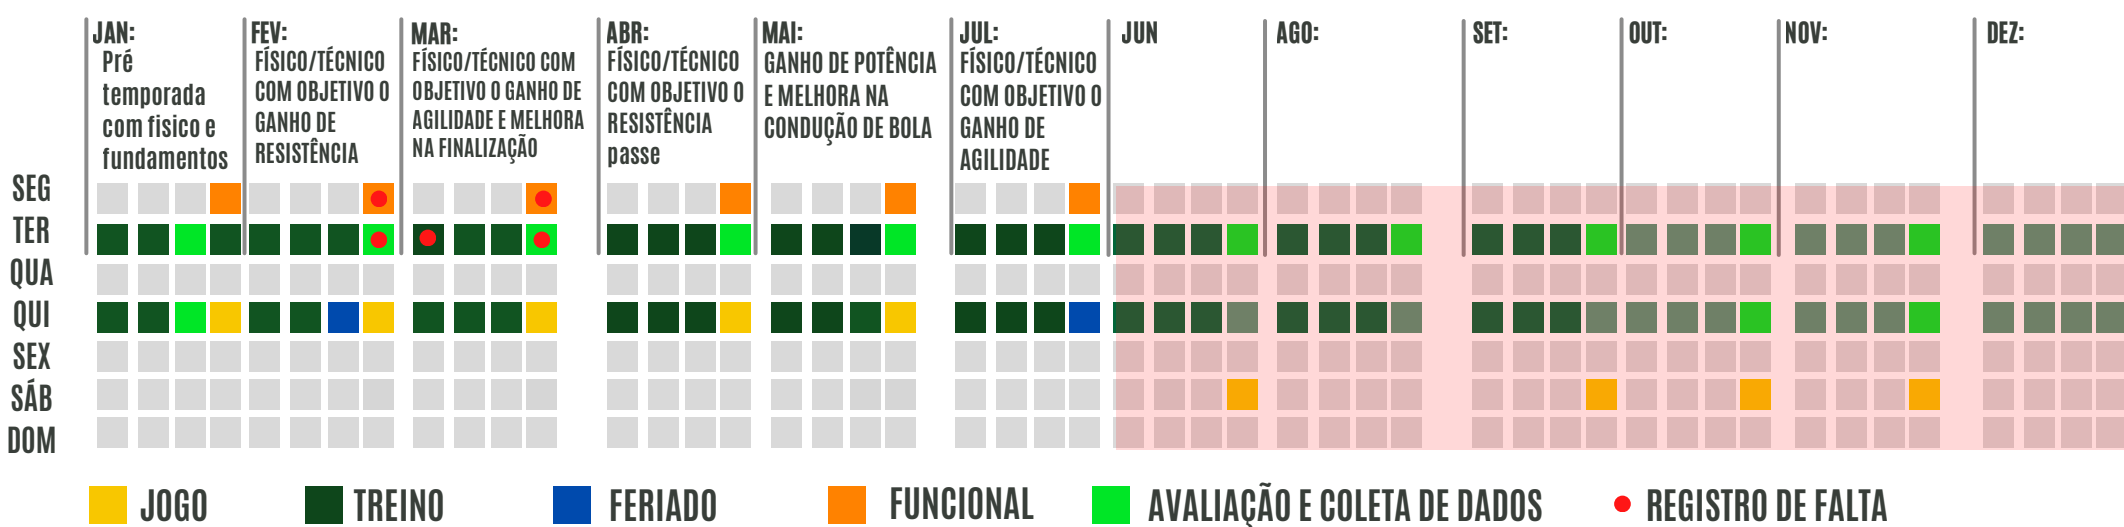 JAN:
Pré
temporada
com fisico e
fundamentos
FEV:
FÍSICO/TÉCNICO
COM OBJETIVO O
GANHO DE
RESISTÊNCIA
MAR:
FÍSICO/TÉCNICO COM
OBJETIVO O GANHO DE
AGILIDADE E MELHORA
NA FINALIZAÇÃO
ABR:
FÍSICO/TÉCNICO
COM OBJETIVO O
RESISTÊNCIA
passe
MAI:
GANHO DE POTÊNCIA
E MELHORA NA
CONDUÇÃO DE BOLA
JUL:
FÍSICO/TÉCNICO
COM OBJETIVO O
GANHO DE
AGILIDADE
JUN
AGO:
SET:
OUT:
NOV:
DEZ:
SEG
TER
QUA
QUI
SEX
SÁB
DOM
JOGO
TREINO
FERIADO
FUNCIONAL
AVALIAÇÃO E COLETA DE DADOS
REGISTRO DE FALTA